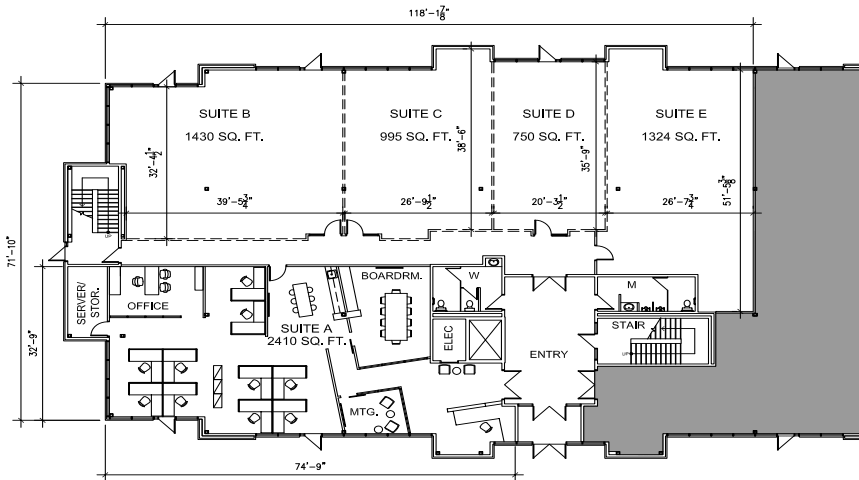 118'-1 7/8"
SUITE B
1430 SQ. FT.
SUITE C
995 SQ. FT.
SUITE D
750 SQ. FT.
SUITE E
1324 SQ. FT.
32'-4 1/2"
38'-6"
35'-9"
51'-5 3/8"
39'-5 3/4"
26'-9 1/2"
20'-3 1/2"
26'-7 3/4"
71'-10"
UP
32'-9"
SERVER/
STOR.
OFFICE
BOARDRM.
W
M
SUITE A
2410 SQ. FT.
ELEC
ENTRY
STAIR
UP
MTG.
74'-9"